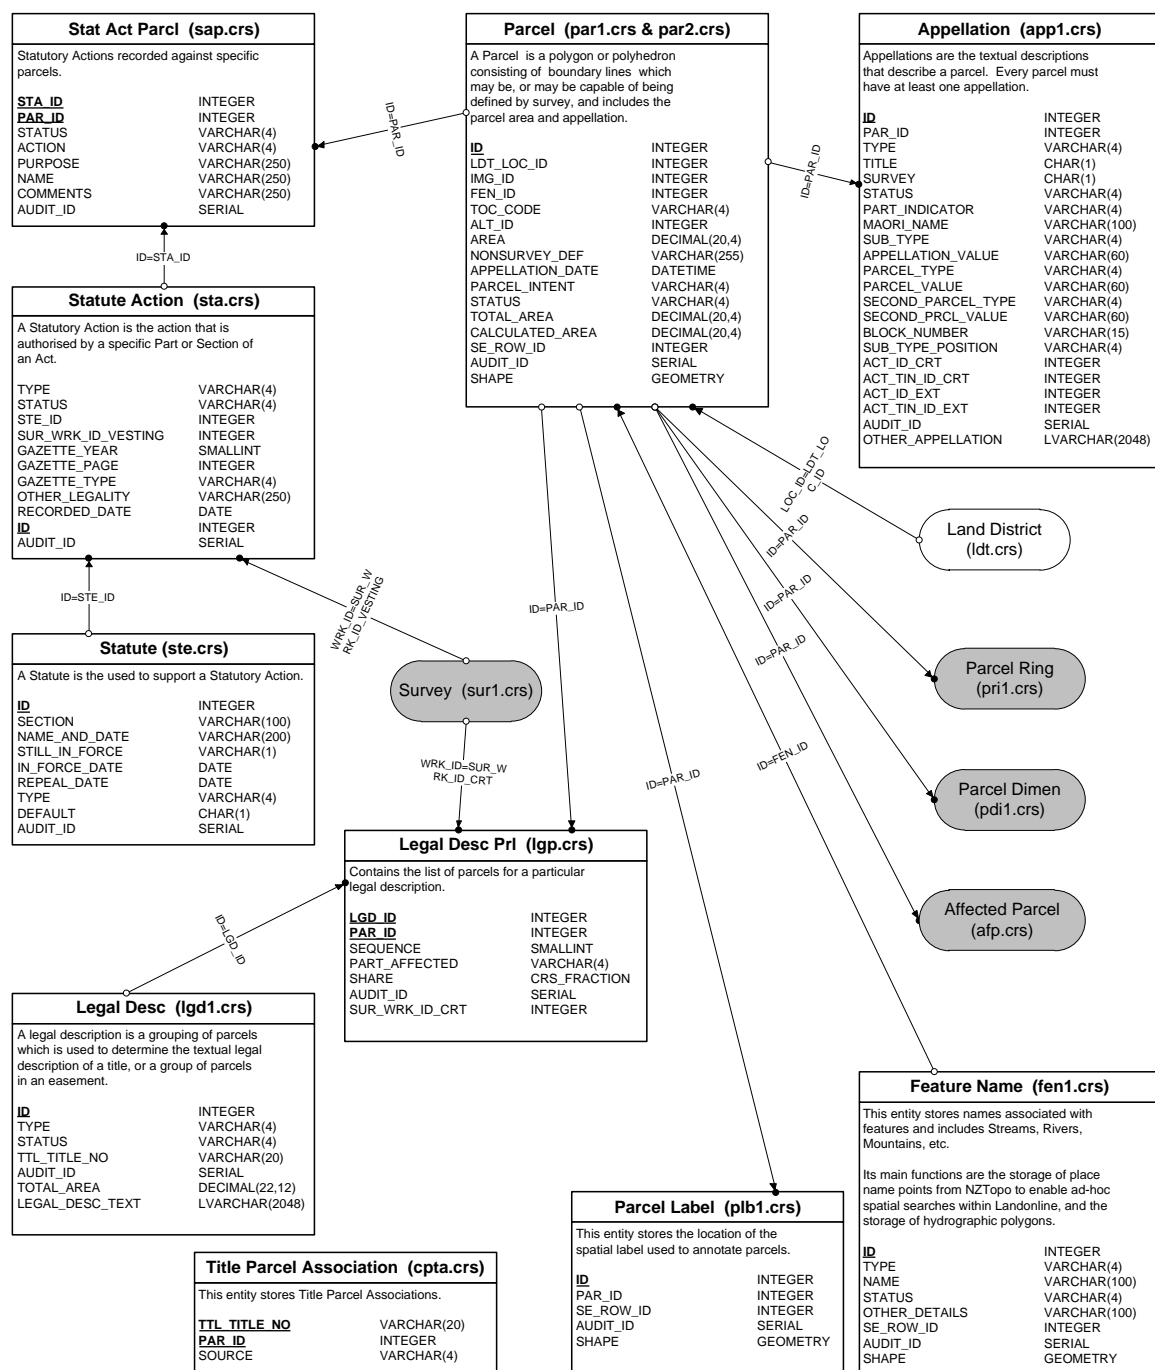 Stat Act Parcl (sap.crs)
Statutory Actions recorded against specific
parcels.
STA_ID INTEGER
PAR_ID INTEGER
STATUS VARCHAR(4)
ACTION VARCHAR(4)
PURPOSE VARCHAR(250)
NAME VARCHAR(250)
COMMENTS VARCHAR(250)
AUDIT_ID SERIAL
ID=PAR_ID
Parcel (par1.crs & par2.crs)
A Parcel is a polygon or polyhedron
consisting of boundary lines which
may be, or may be capable of being
defined by survey, and includes the
parcel area and appellation.
ID INTEGER
LDT_LOC_ID INTEGER
IMG_ID INTEGER
FEN_ID INTEGER
TOC_CODE VARCHAR(4)
ALT_ID INTEGER
AREA DECIMAL(20,4)
NONSURVEY_DEF VARCHAR(255)
APPELLATION_DATE DATETIME
PARCEL_INTENT VARCHAR(4)
STATUS VARCHAR(4)
TOTAL_AREA DECIMAL(20,4)
CALCULATED_AREA DECIMAL(20,4)
SE_ROW_ID INTEGER
AUDIT_ID SERIAL
SHAPE GEOMETRY
ID=PAR_ID
Appellation (app1.crs)
Appellations are the textual descriptions
that describe a parcel. Every parcel must
have at least one appellation.
ID INTEGER
PAR_ID INTEGER
TYPE VARCHAR(4)
TITLE CHAR(1)
SURVEY CHAR(1)
STATUS VARCHAR(4)
PART_INDICATOR VARCHAR(4)
MAORI_NAME VARCHAR(100)
SUB_TYPE VARCHAR(4)
APPELLATION_VALUE VARCHAR(60)
PARCEL_TYPE VARCHAR(4)
PARCEL_VALUE VARCHAR(60)
SECOND_PARCEL_TYPE VARCHAR(4)
SECOND_PRCL_VALUE VARCHAR(60)
BLOCK_NUMBER VARCHAR(15)
SUB_TYPE_POSITION VARCHAR(4)
ACT_ID_CRT INTEGER
ACT_TIN_ID_CRT INTEGER
ACT_ID_EXT INTEGER
ACT_TIN_ID_EXT INTEGER
AUDIT_ID SERIAL
OTHER_APPELLATION LVARCHAR(2048)
ID=STA_ID
Statute Action (sta.crs)
A Statutory Action is the action that is
authorised by a specific Part or Section of
an Act.
TYPE VARCHAR(4)
STATUS VARCHAR(4)
STE_ID INTEGER
SUR_WRK_ID_VESTING INTEGER
GAZETTE_YEAR SMALLINT
GAZETTE_PAGE INTEGER
GAZETTE_TYPE VARCHAR(4)
OTHER_LEGALITY VARCHAR(250)
RECORDED_DATE DATE
ID INTEGER
AUDIT_ID SERIAL
LOC_ID=LDT_LO
C_ID
Land District
(ldt.crs)
ID=PAR_ID
ID=PAR_ID
ID=PAR_ID
ID=PAR_ID
ID=STE_ID
WRK_ID=SUR_W
RK_ID_VESTING
Statute (ste.crs)
A Statute is the used to support a Statutory Action.
ID INTEGER
SECTION VARCHAR(100)
NAME_AND_DATE VARCHAR(200)
STILL_IN_FORCE VARCHAR(1)
IN_FORCE_DATE DATE
REPEAL_DATE DATE
TYPE VARCHAR(4)
DEFAULT CHAR(1)
AUDIT_ID SERIAL
Survey (sur1.crs)
Parcel Ring
(pri1.crs)
WRK_ID=SUR_W
RK_ID_CRT
ID=PAR_ID
ID=FEN_ID
Parcel Dimen
(pdi1.crs)
Legal Desc Prl (lgp.crs)
Contains the list of parcels for a particular
legal description.
LGD_ID INTEGER
PAR_ID INTEGER
SEQUENCE SMALLINT
PART_AFFECTED VARCHAR(4)
SHARE CRS_FRACTION
AUDIT_ID SERIAL
SUR_WRK_ID_CRT INTEGER
Affected Parcel
(afp.crs)
ID=LGD_ID
Legal Desc (lgd1.crs)
A legal description is a grouping of parcels
which is used to determine the textual legal
description of a title, or a group of parcels
in an easement.
ID INTEGER
TYPE VARCHAR(4)
STATUS VARCHAR(4)
TTL_TITLE_NO VARCHAR(20)
AUDIT_ID SERIAL
TOTAL_AREA DECIMAL(22,12)
LEGAL_DESC_TEXT LVARCHAR(2048)
Feature Name (fen1.crs)
This entity stores names associated with
features and includes Streams, Rivers,
Mountains, etc.
Its main functions are the storage of place
name points from NZTopo to enable ad-hoc
spatial searches within Landonline, and the
storage of hydrographic polygons.
ID INTEGER
TYPE VARCHAR(4)
NAME VARCHAR(100)
STATUS VARCHAR(4)
OTHER_DETAILS VARCHAR(100)
SE_ROW_ID INTEGER
AUDIT_ID SERIAL
SHAPE GEOMETRY
Parcel Label (plb1.crs)
This entity stores the location of the
spatial label used to annotate parcels.
ID INTEGER
PAR_ID INTEGER
SE_ROW_ID INTEGER
AUDIT_ID SERIAL
SHAPE GEOMETRY
Title Parcel Association (cpta.crs)
This entity stores Title Parcel Associations.
TTL_TITLE_NO VARCHAR(20)
PAR_ID INTEGER
SOURCE VARCHAR(4)